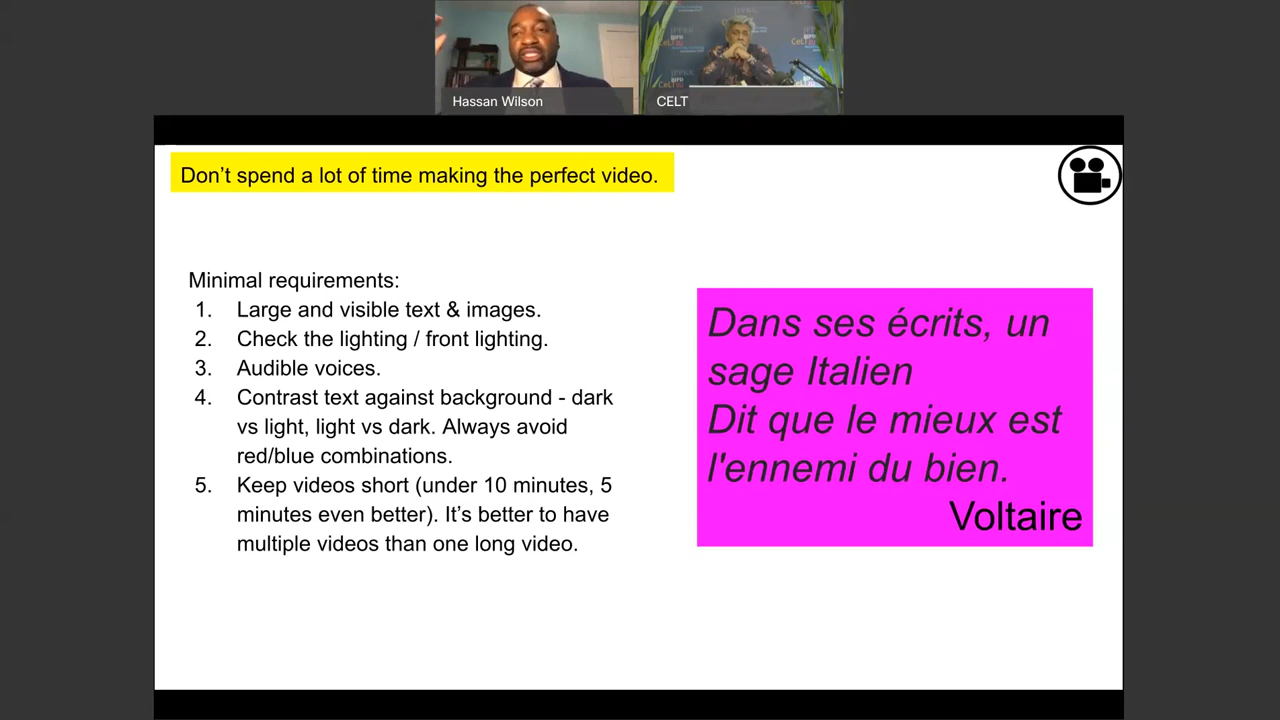 Hassan Wilson
CELT
Don’t spend a lot of time making the perfect video.
Minimal requirements:
1. Large and visible text & images.
2. Check the lighting / front lighting.
3. Audible voices.
4. Contrast text against background - dark
vs light, light vs dark. Always avoid
red/blue combinations.
5. Keep videos short (under 10 minutes, 5
minutes even better). It’s better to have
multiple videos than one long video.
Dans ses écrits, un
sage Italien
Dit que le mieux est
l'ennemi du bien.
Voltaire